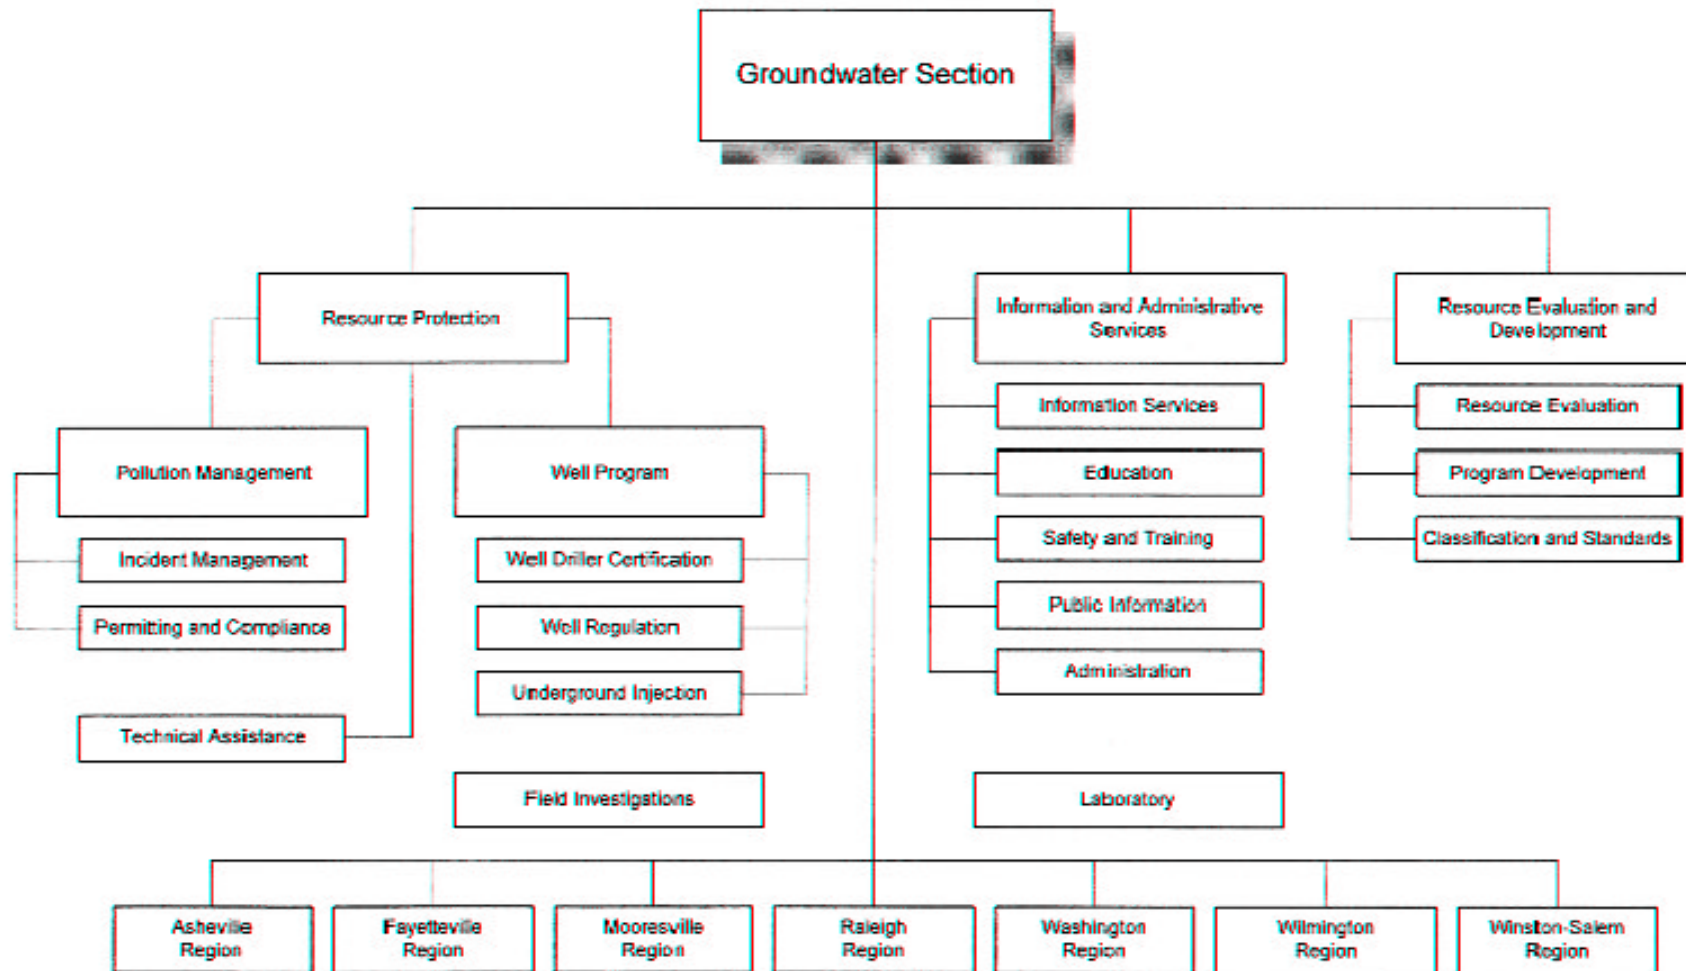 Groundwater Section
Resource Protection
Information and Administrative
Services
Resource Evaluation and
Development
Information Services
Resource Evaluation
Pollution Management
Well Program
Education
Program Development
Incident Management
Well Driller Certification
Safety and Training
Classification and Standards
Permitting and Compliance
Well Regulation
Public Information
Underground Injection
Administration
Technical Assistance
Field Investigations
Laboratory
Asheville
Region
Fayetteville
Region
Mooresville
Region
Raleigh
Region
Washington
Region
Wilmington
Region
Winston-Salem
Region